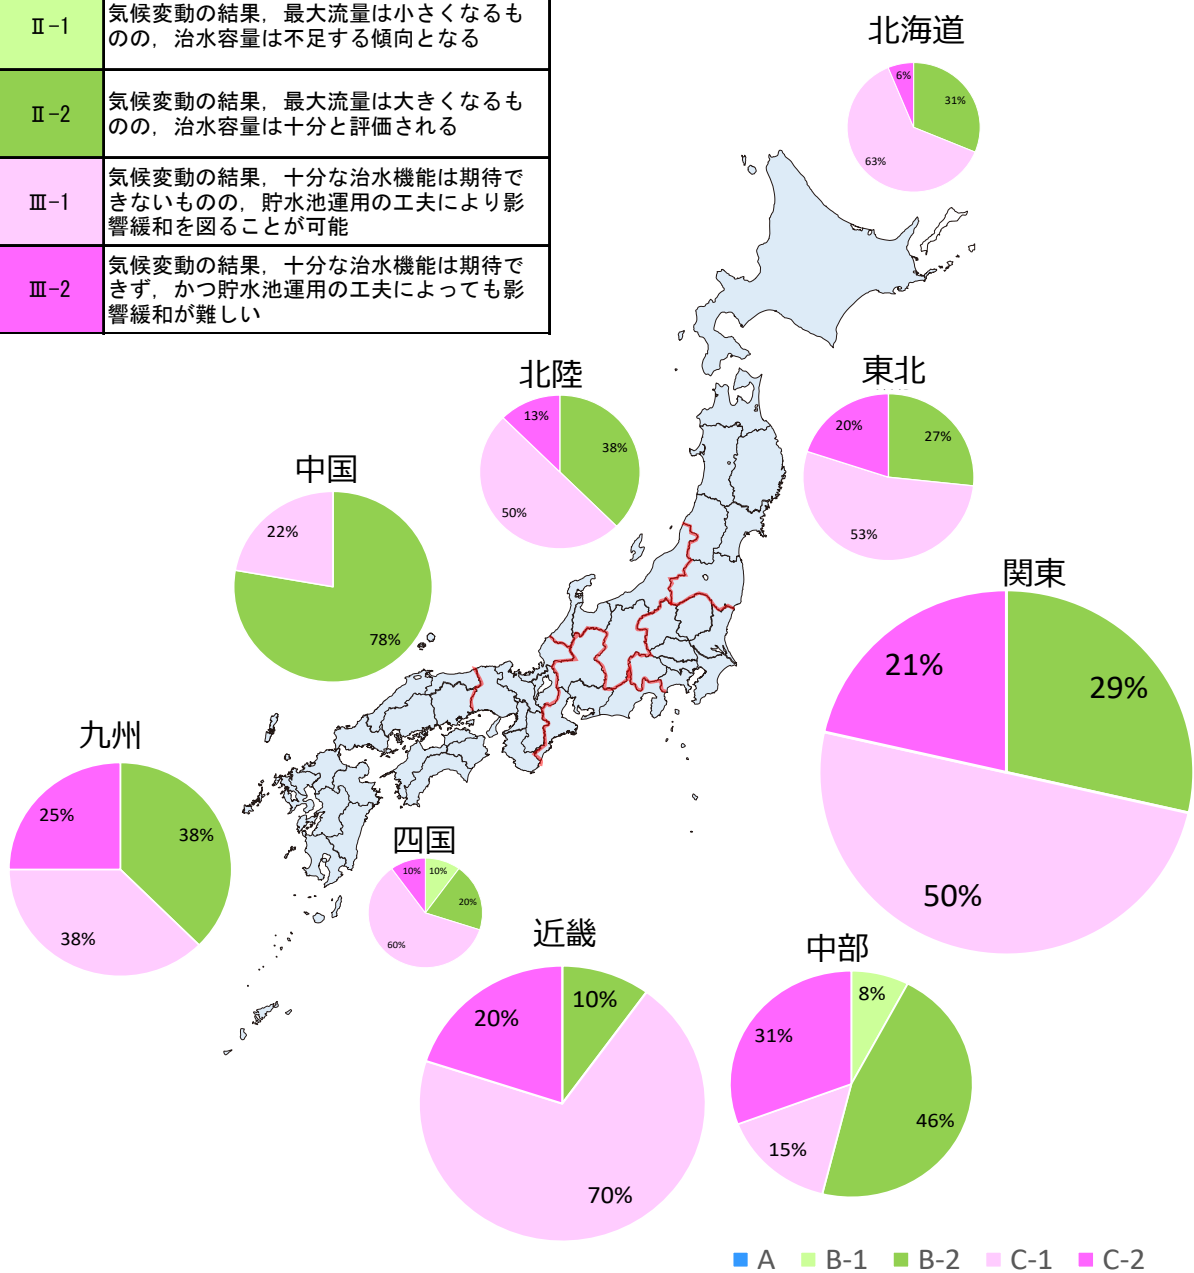 Ⅱ-1
気候変動の結果，最大流量は小さくなるも
のの，治水容量は不足する傾向となる
Ⅱ-2
気候変動の結果，最大流量は大きくなるも
のの，治水容量は十分と評価される
Ⅲ-1
気候変動の結果，十分な治水機能は期待で
きないものの，貯水池運用の工夫により影
響緩和を図ることが可能
Ⅲ-2
気候変動の結果，十分な治水機能は期待で
きず，かつ貯水池運用の工夫によっても影
響緩和が難しい
北海道
6%
31%
63%
北陸
13%
38%
50%
東北
20%
27%
53%
中国
22%
78%
関東
21%
29%
50%
九州
25%
38%
38%
四国
10%
10%
20%
60%
近畿
20%
10%
70%
中部
8%
31%
46%
15%
A B-1 B-2 C-1 C-2